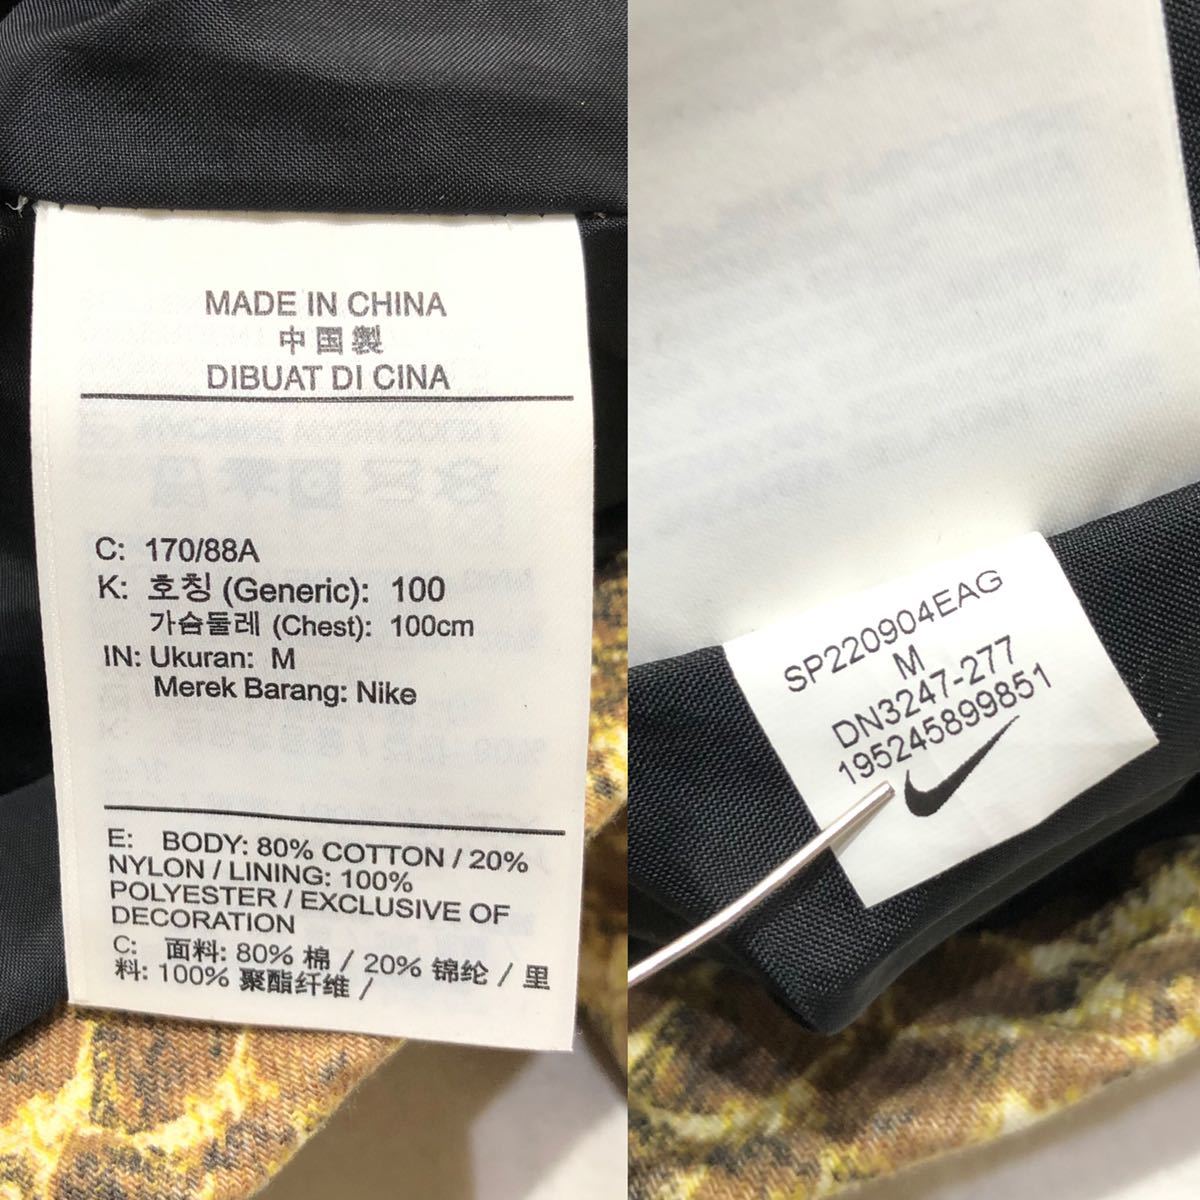 MADE IN CHINA
中国製
DIBUAT DI CINA
C: 170/88A
K: 호칭 (Generic): 100
가슴둘레 (Chest): 100cm
IN: Ukuran: M
Merek Barang: Nike
E: BODY: 80% COTTON / 20%
NYLON / LINING: 100%
POLYESTER / EXCLUSIVE OF
DECORATION
C: 面料: 80% 棉 / 20% 锦纶 / 里
料: 100% 聚酯纤维 /
SP220904EAG
M
DN3247-277
195245899851